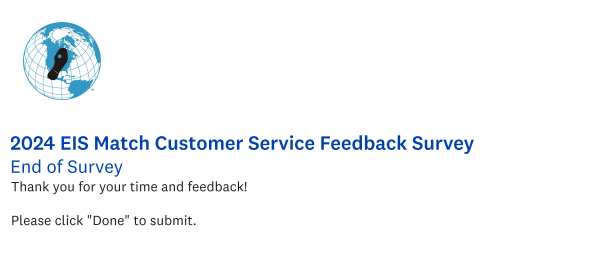 2024 EIS Match Customer Service Feedback Survey
End of Survey
Thank you for your time and feedback!
Please click "Done" to submit.